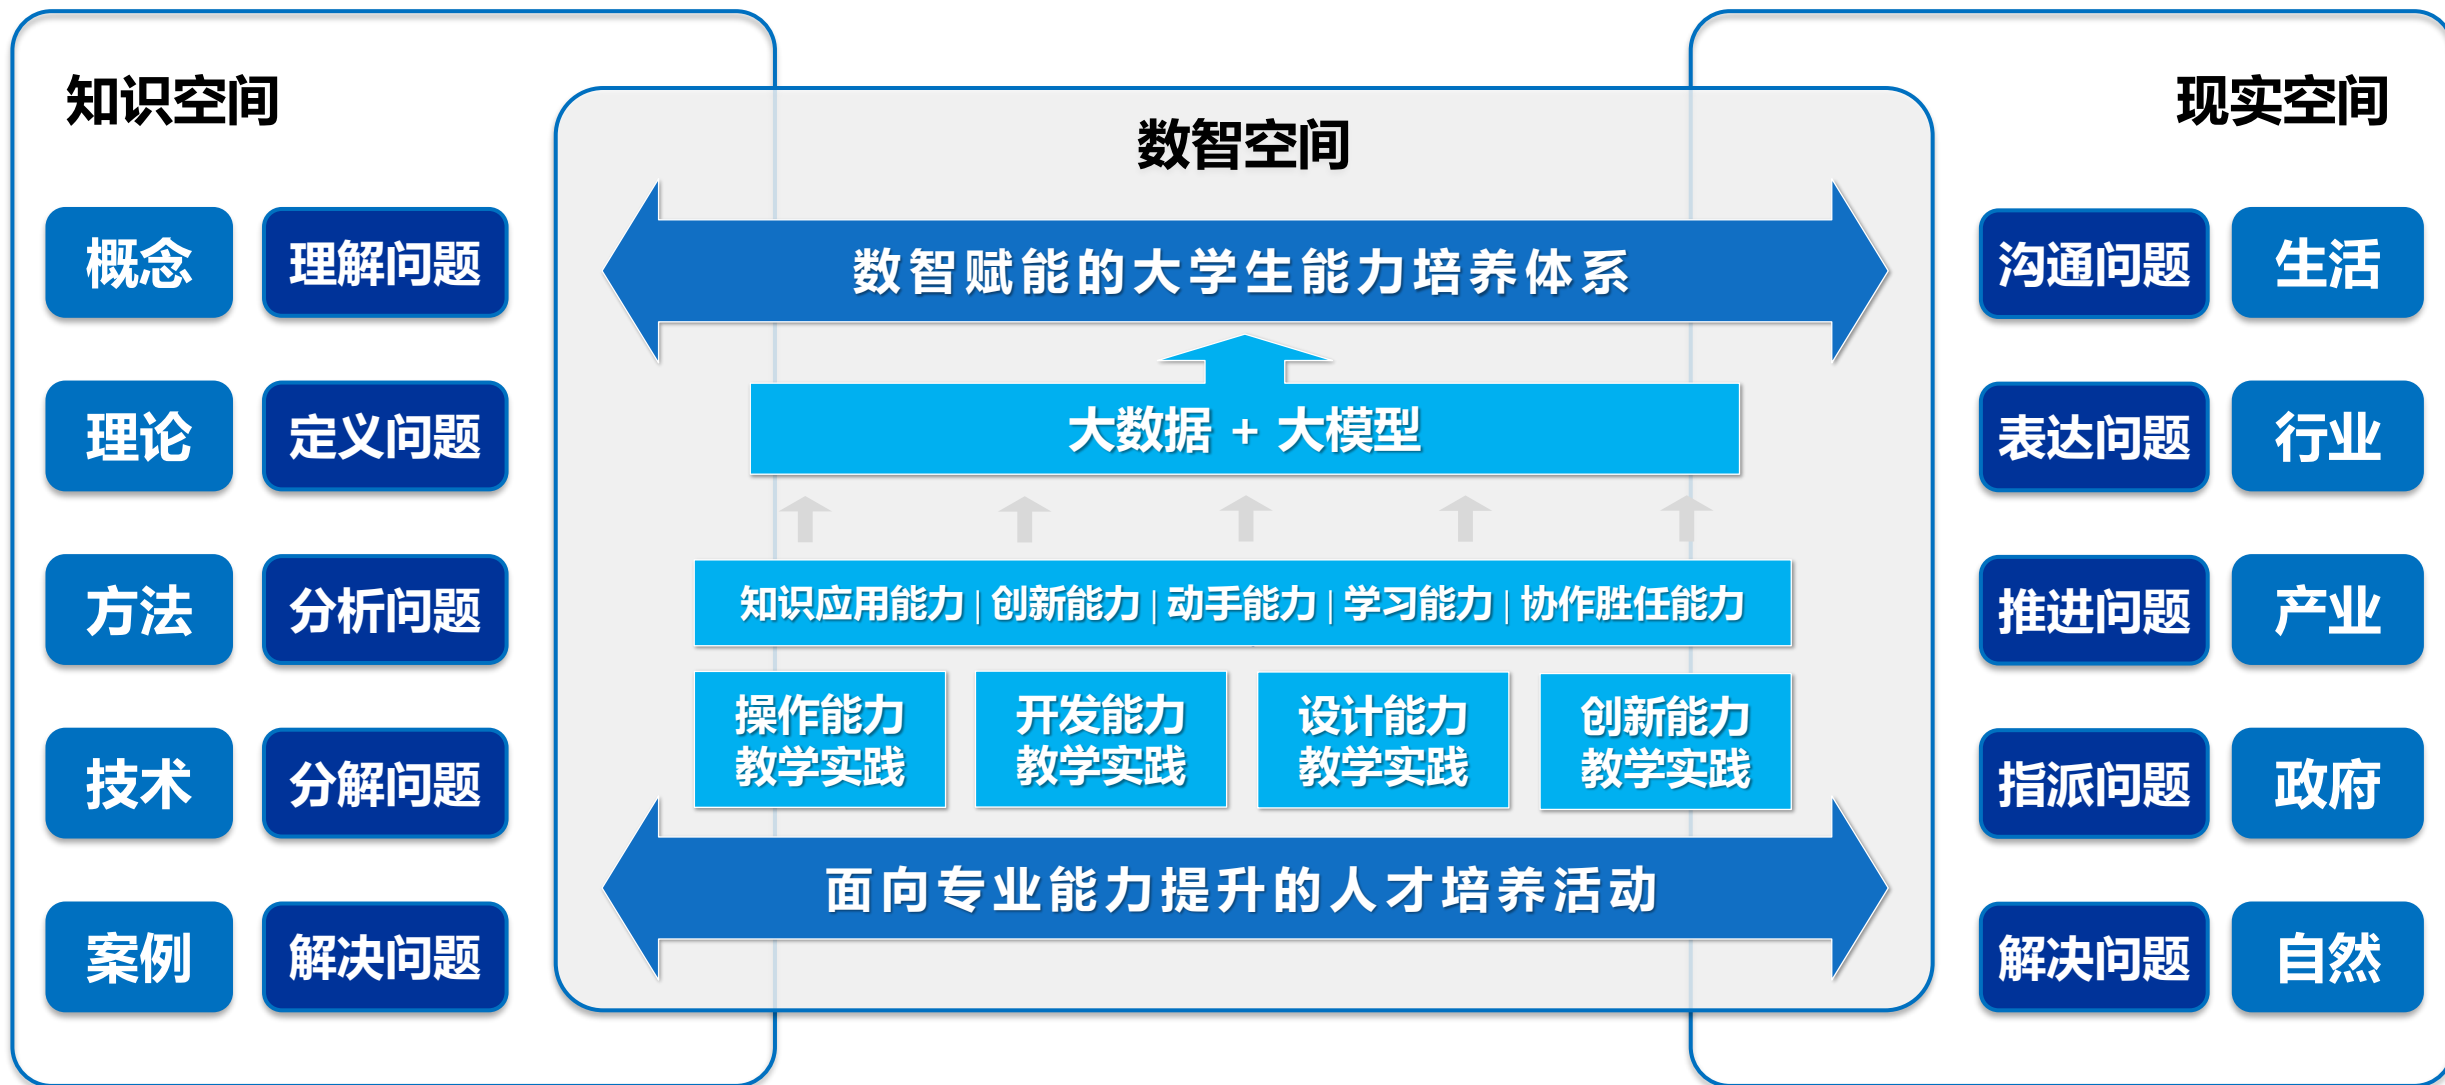 知识空间
概念
理解问题
理论
定义问题
方法
分析问题
技术
分解问题
案例
解决问题
数智空间
数智赋能的大学生能力培养体系
大数据 + 大模型
知识应用能力 | 创新能力 | 动手能力 | 学习能力 | 协作胜任能力
操作能力
教学实践
开发能力
教学实践
设计能力
教学实践
创新能力
教学实践
面向专业能力提升的人才培养活动
现实空间
沟通问题
生活
表达问题
行业
推进问题
产业
指派问题
政府
解决问题
自然